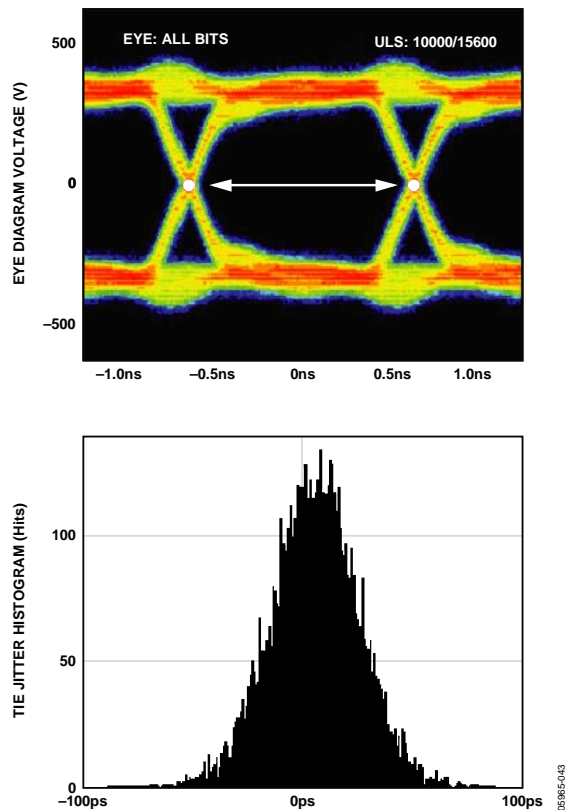 EYE: ALL BITS
ULS: 10000/15600
EYE DIAGRAM VOLTAGE (V)
500
0
–500
–1.0ns
–0.5ns
0ns
0.5ns
1.0ns
TIE JITTER HISTOGRAM (Hits)
100
50
0
–100ps
0ps
100ps
05965-043